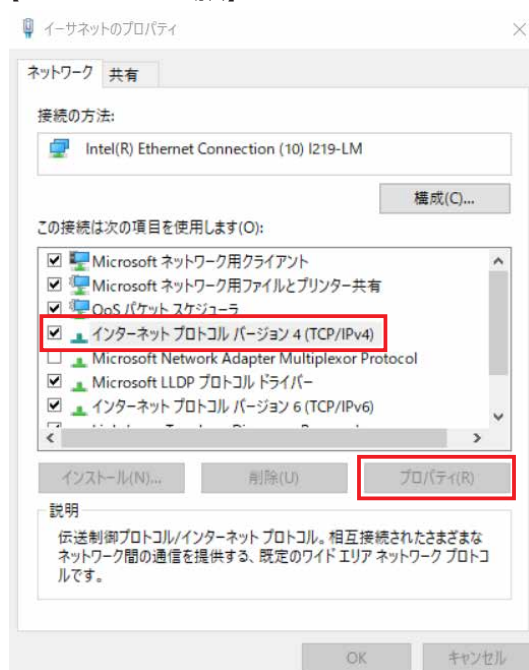 イーサネットのプロパティ
ネットワーク 共有
接続の方法:
Intel(R) Ethernet Connection (10) I219-LM
構成(C)...
この接続は次の項目を使用します(O):
Microsoft ネットワーク用クライアント
Microsoft ネットワーク用ファイルとプリンター共有
QoS パケット スケジューラ
インターネット プロトコル バージョン 4 (TCP/IPv4)
Microsoft Network Adapter Multiplexor Protocol
Microsoft LLDP プロトコル ドライバー
インターネット プロトコル バージョン 6 (TCP/IPv6)
インストール(N)... 削除(U) プロパティ(R)
説明
伝送制御プロトコル/インターネット プロトコル。相互接続されたさまざまな
ネットワーク間の通信を提供する、既定のワイド エリア ネットワーク プロトコ
ルです。
OK キャンセル